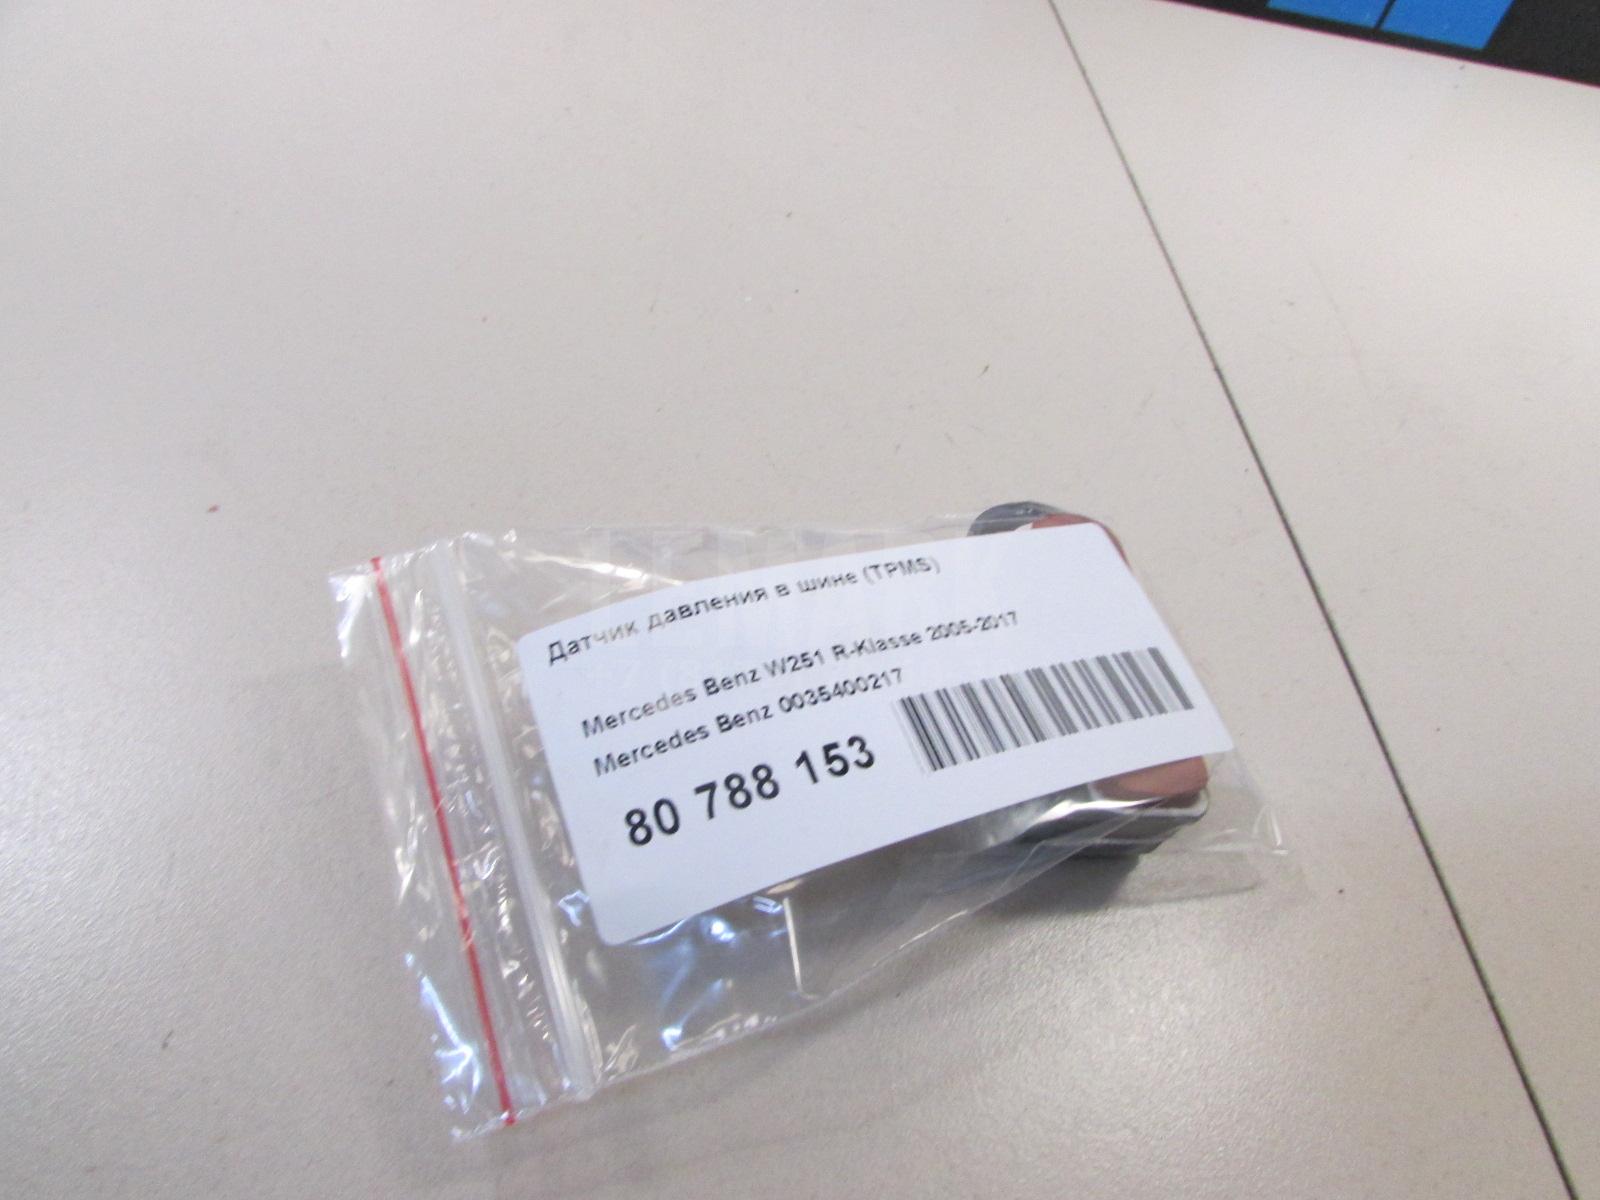 Датчик давления в шине (TPMS)
Mercedes Benz W251 R-Klasse 2005-2017
Mercedes Benz 0035400217
80 788 153